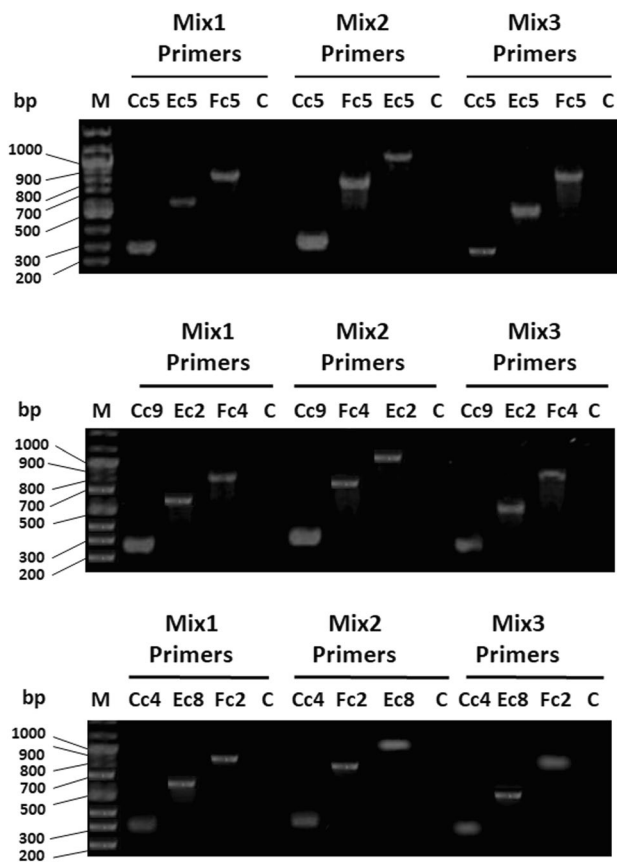 Mix1 Mix2 Mix3
Primers Primers Primers
bp M Cc5 Ec5 Fc5 C Cc5 Fc5 Ec5 C Cc5 Ec5 Fc5 C
1000
900
800
700
500
300
200
Mix1 Mix2 Mix3
Primers Primers Primers
bp M Cc9 Ec2 Fc4 C Cc9 Fc4 Ec2 C Cc9 Ec2 Fc4 C
1000
900
800
700
500
300
200
Mix1 Mix2 Mix3
Primers Primers Primers
bp M Cc4 Ec8 Fc2 C Cc4 Fc2 Ec8 C Cc4 Ec8 Fc2 C
1000
900
800
700
500
300
200